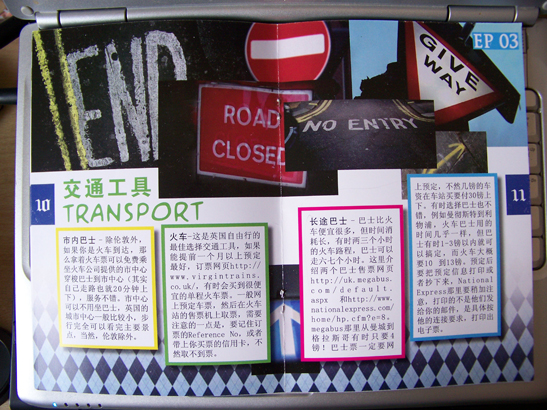 END
ROAD
CLOSED
NO ENTRY
GIVE
WAY
EP 03
10
交通工具
TRANSPORT
11
市内巴士 - 除伦敦外,
如果你是火车到达, 那
么拿着火车票可以免费乘
坐火车公司提供的市中心
至校巴士到市中心 (其实
自己走路也就20分钟上
下), 服务不错。市中心
可以不用坐巴士, 英国的
城市中心一般比较小, 步
行完全可以看完主要景
点, 当然, 伦敦除外。
火车-这是英国自由行的
最佳选择交通工具, 如果
能提前一个月以上预定
最好, 订票网页http://
www.virgintrains.
co.uk/, 有时会买到很便
宜的单程火车票, 一般网
上预定车票, 然后在火车
站的售票机上取票, 需要
注意的一点是, 要记住订
票的Reference No, 或者
带上你买票的信用卡, 不
然取不到票。
长途巴士 - 巴士比火
车便宜很多, 但时间消
耗长, 有时两三个小时
的火车路程, 巴士可以
走六七个小时。这里介
绍两个巴士售票网页
http://uk.megabus.
com/default.
aspx 和http://www.
nationalexpress.com/
home/hp.cfm?e=8。
megabus那里从曼城到
格拉斯哥有时只要4
镑! 巴士票一定要网
上预定, 不然几镑的车
资在车站买要付30镑上
下, 有时选择巴士也不
错, 例如曼彻斯特到利
物浦, 火车巴士用的
时间几乎一样, 但巴
士有时1-3镑以内就可
以搞定, 而火车大概
要10 到13镑。预定后
要把预定信息打印或
者抄下来, National
Express那里要稍加注
意, 打印的不是他们发
给你的邮件, 是具体按
他的连接要求, 打印出
电子票。